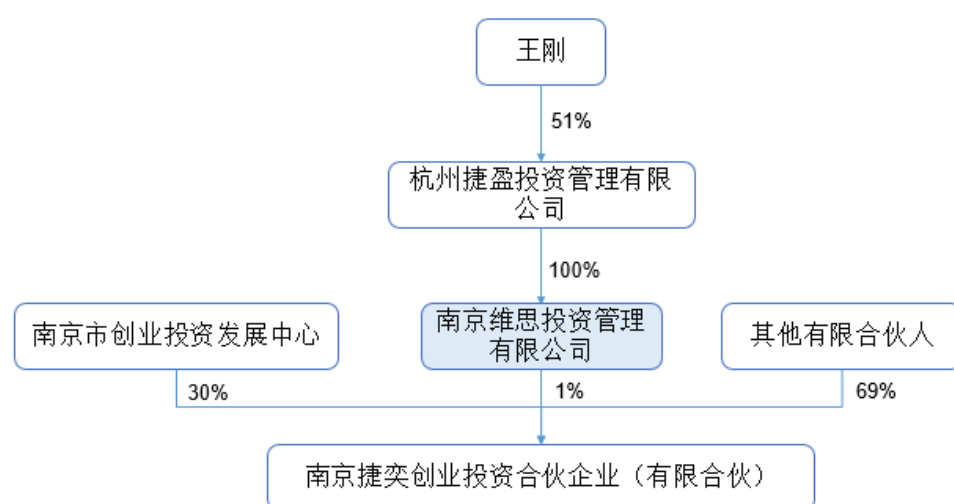 王刚
51%
杭州捷盈投资管理有限
公司
100%
南京市创业投资发展中心
南京维思投资管理
有限公司
其他有限合伙人
30%
1%
69%
南京捷奕创业投资合伙企业（有限合伙）